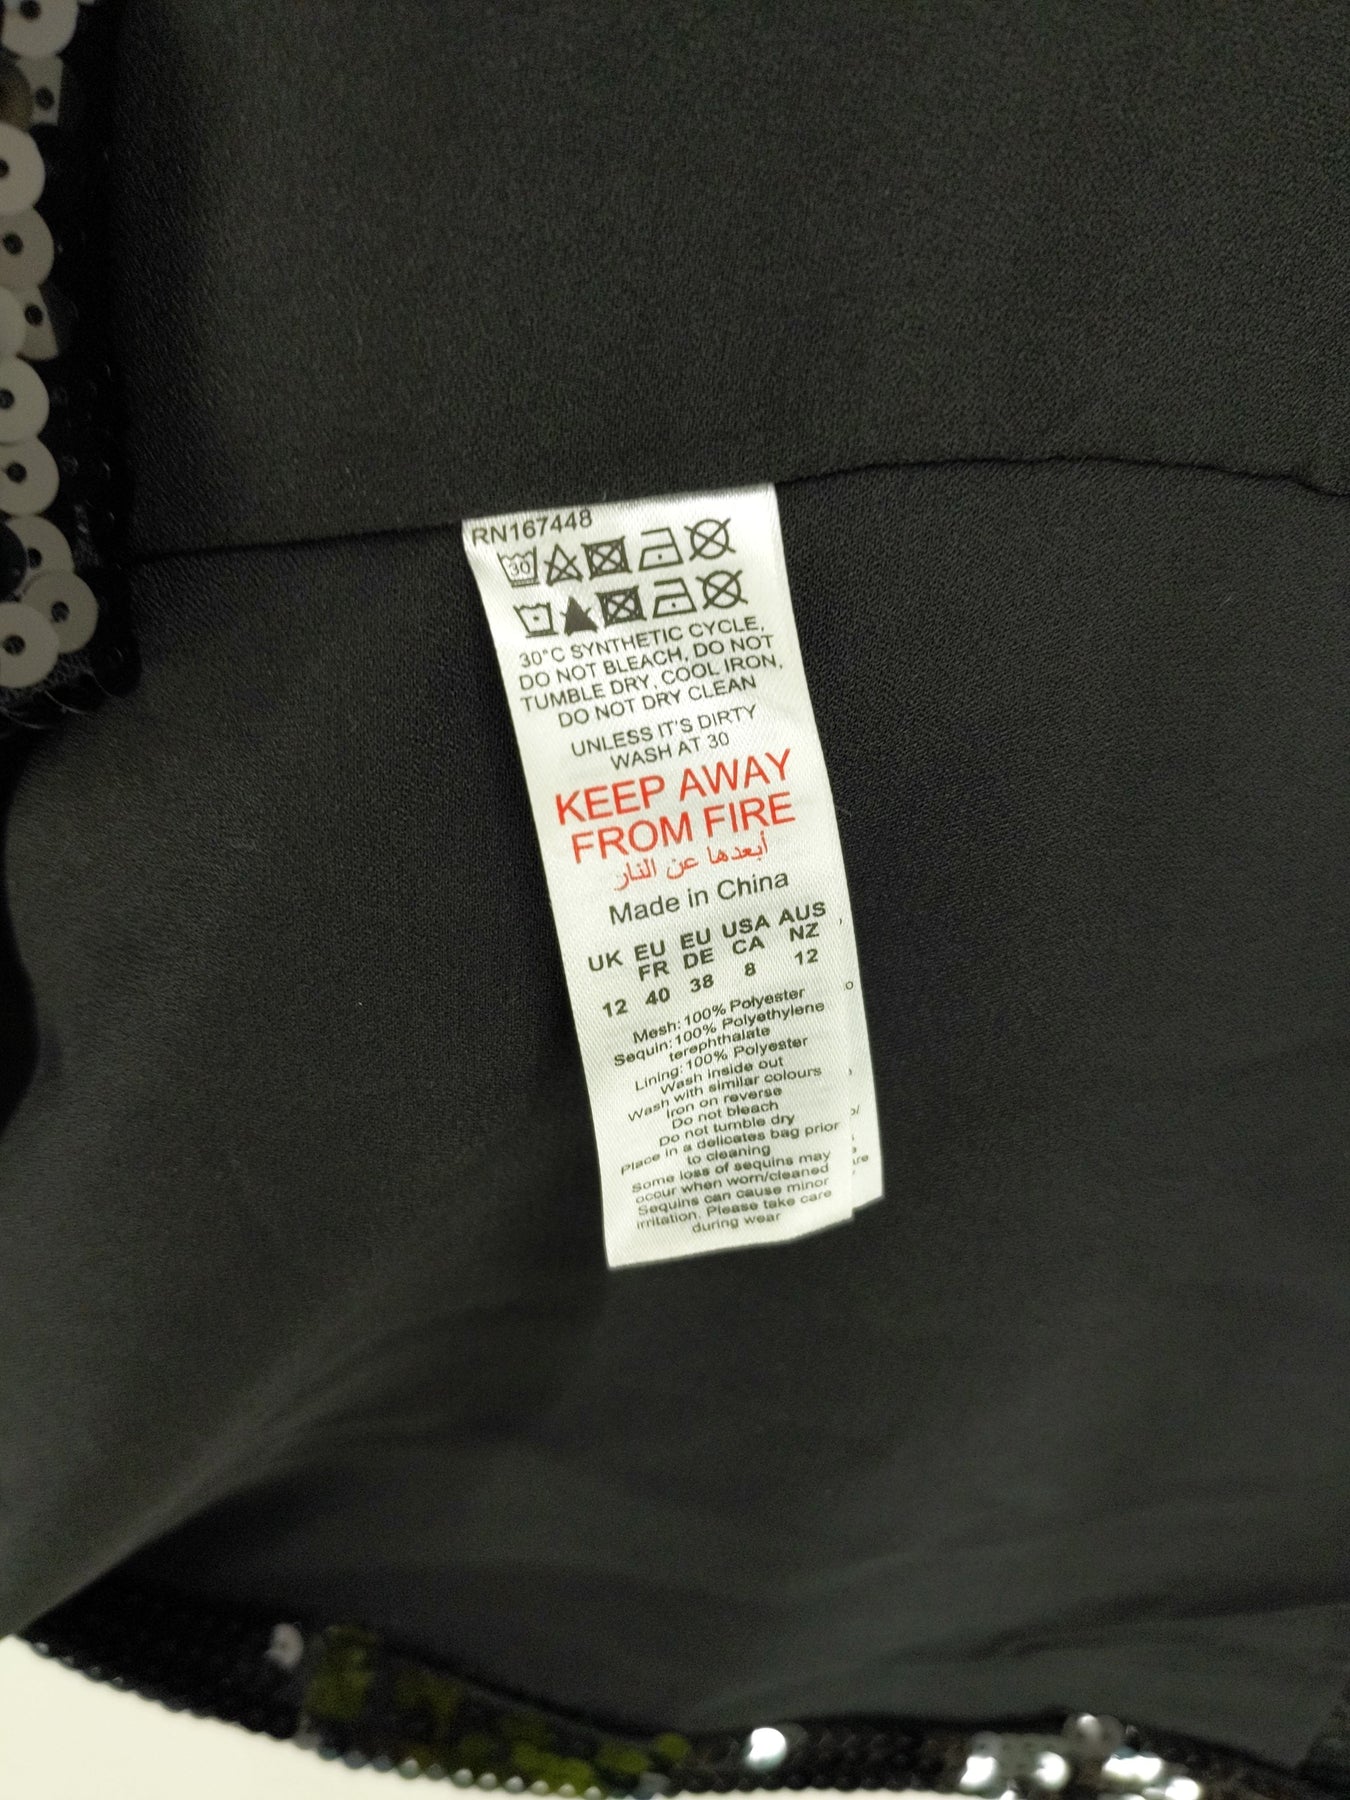 RN167448
30
30°C SYNTHETIC CYCLE,
DO NOT BLEACH, DO NOT
TUMBLE DRY, COOL IRON,
DO NOT DRY CLEAN
UNLESS IT'S DIRTY
WASH AT 30
KEEP AWAY
FROM FIRE
أبعدها عن النار
Made in China
UK EU FR EU DE USA CA AUS NZ
12 40 38 8 12
Mesh: 100% Polyester
Sequin: 100% Polyethylene
terephthalate
Lining: 100% Polyester
Wash inside out
Wash with similar colours
Iron on reverse
Do not bleach
Do not tumble dry
Place in a delicates bag prior
to cleaning
Some loss of sequins may
occur when worn/cleaned
Sequins can cause minor
irritation. Please take care
during wear